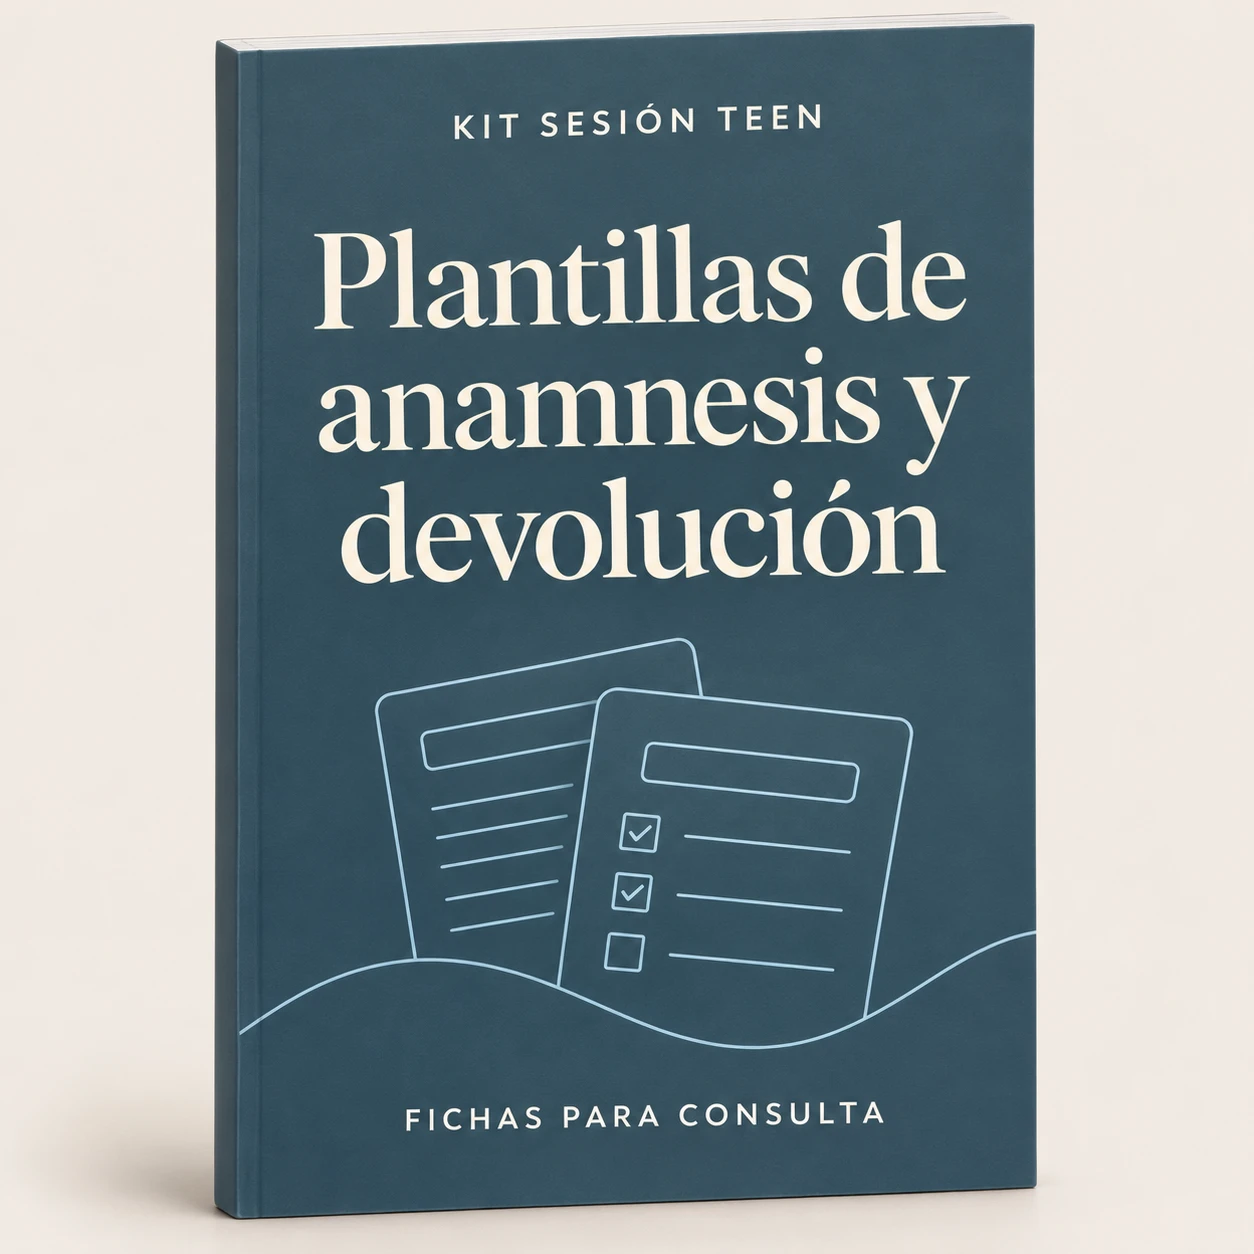 KIT SESIÓN TEEN
Plantillas de
anamnesis y
devolución
FICHAS PARA CONSULTA